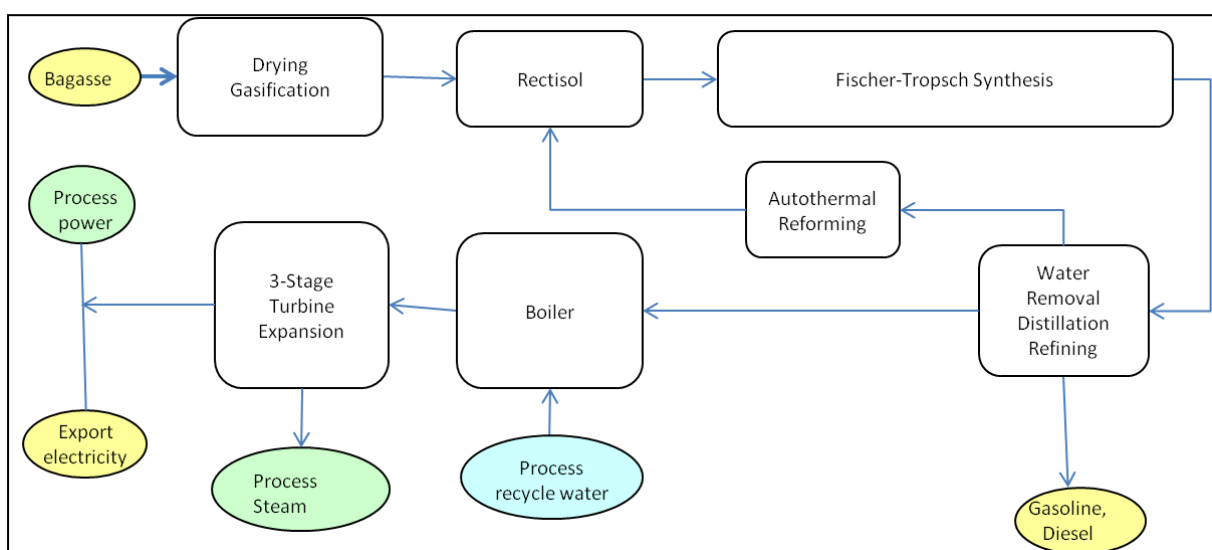 Bagasse
Drying
Gasification
Rectisol
Fischer-Tropsch Synthesis
Process
power
Autothermal
Reforming
3-Stage
Turbine
Expansion
Boiler
Water
Removal
Distillation
Refining
Export
electricity
Process
Steam
Process
recycle water
Gasoline,
Diesel